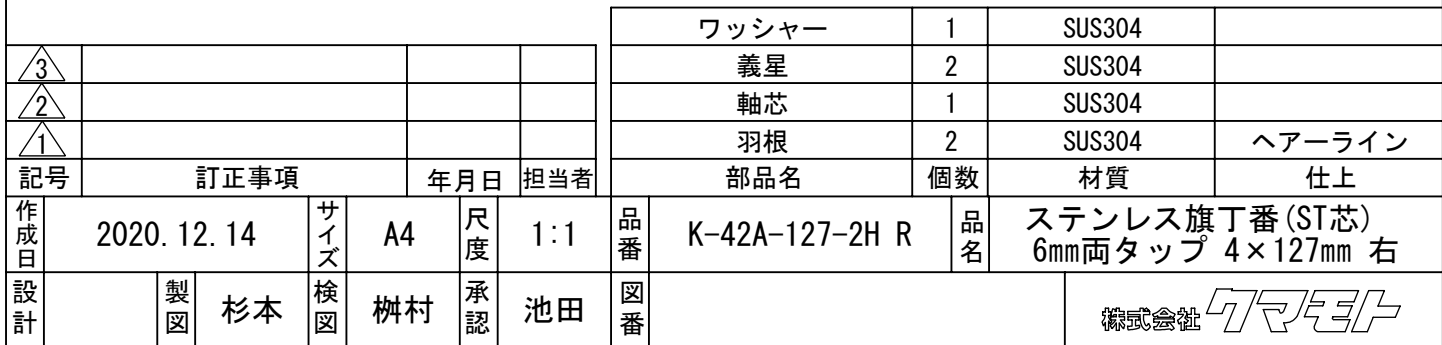 ワッシャー 1 SUS304
3 義星 2 SUS304
2 軸芯 1 SUS304
1 羽根 2 SUS304 ヘアーライン
記号 訂正事項 年月日 担当者 部品名 個数 材質 仕上
作成日 2020.12.14 サイズ A4 尺度 1:1 品番 K-42A-127-2H R 品名 ステンレス旗丁番(ST芯)
6mm両タップ 4×127mm 右
設計 製図 杉本 検図 桝村 承認 池田 図番 株式会社クマモト